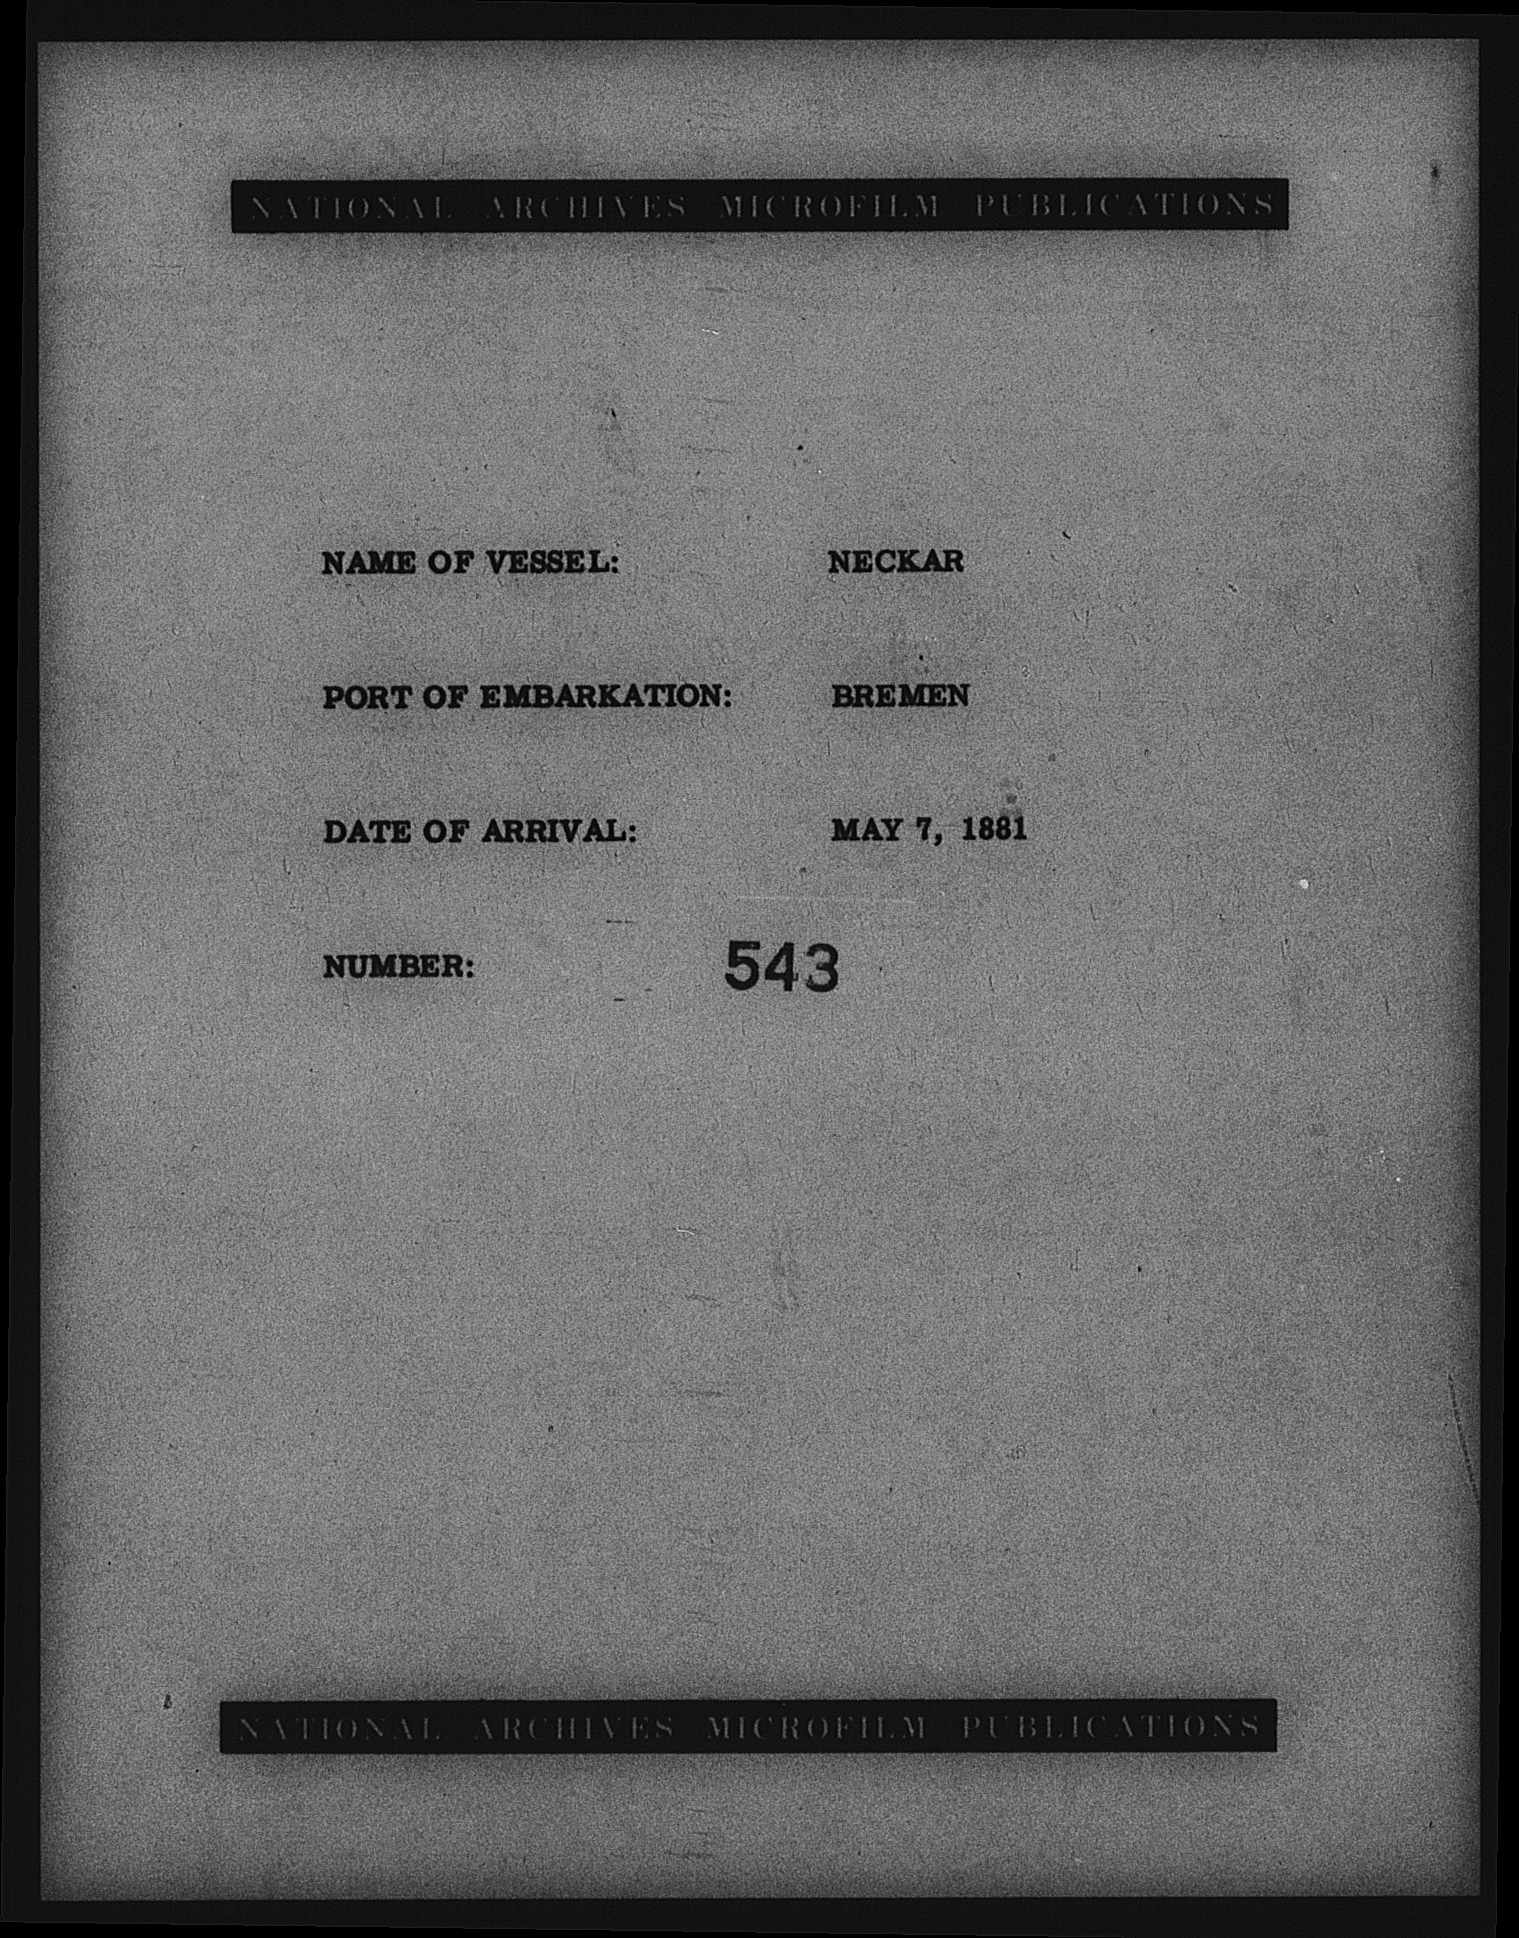 NATIONAL ARCHIVES MICROFILM PUBLICATIONS
NAME OF VESSEL: NECKAR
PORT OF EMBARKATION: BREMEN
DATE OF ARRIVAL: MAY 7, 1881
NUMBER: 543
NATIONAL ARCHIVES MICROFILM PUBLICATIONS